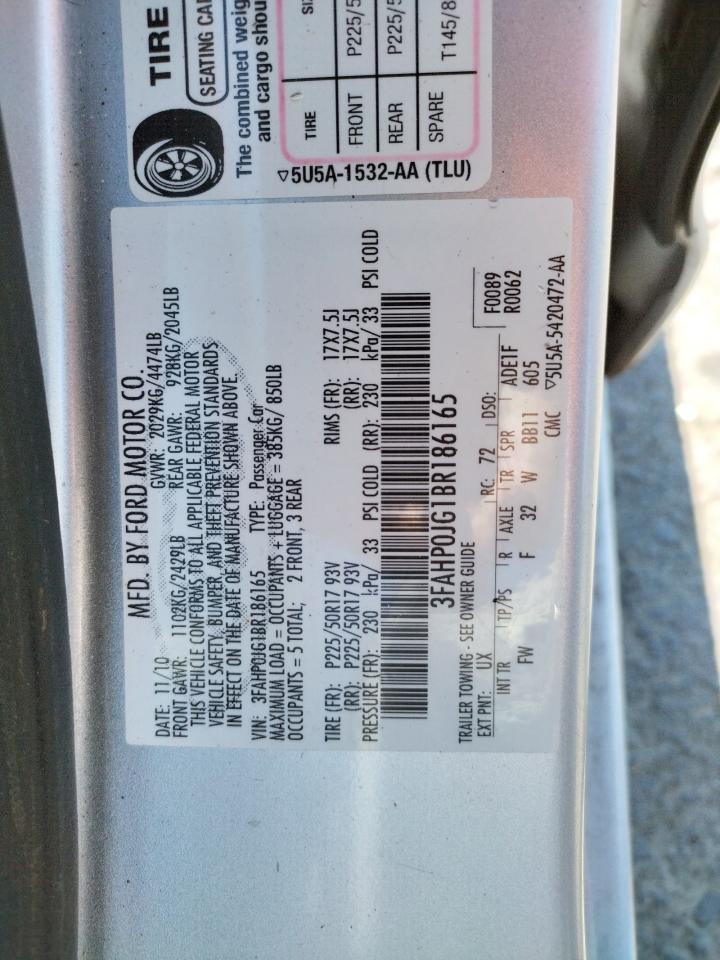 TIRE
SEATING CAP
The combined weig
and cargo shou
TIRE SI
FRONT P225/5
REAR P225/5
SPARE T145/8
5U5A-1532-AA (TLU)
MFD. BY FORD MOTOR CO.
DATE: 11/10 GVWR: 2029KG/4474LB
FRONT GAWR: 1102KG/2429LB REAR GAWR: 928KG/2045LB
THIS VEHICLE CONFORMS TO ALL APPLICABLE FEDERAL MOTOR
VEHICLE SAFETY, BUMPER, AND THEFT PREVENTION STANDARDS
IN EFFECT ON THE DATE OF MANUFACTURE SHOWN ABOVE
VIN: 3FAHP0JG1BR186165 TYPE: Passenger Car
MAXIMUM LOAD = OCCUPANTS + LUGGAGE = 385KG/ 850LB
OCCUPANTS = 5 TOTAL; 2 FRONT, 3 REAR
TIRE (FR): P225/50R17 93V RIMS (FR): 17X7.5J
(RR): P225/50R17 93V (RR): 17X7.5J
PRESSURE (FR): 230 kPa/ 33 PSI COLD (RR): 230 kPa/ 33 PSI COLD
3FAHP0JG1BR186165
TRAILER TOWING - SEE OWNER GUIDE
F0089
R0062
EXT PNT: UX RC: 72 DSO:
INT TR TP/PS R AXLE TR SPR ADE1F
FW F 32 W BB11 605
CMC ▽5U5A-5420472-AA